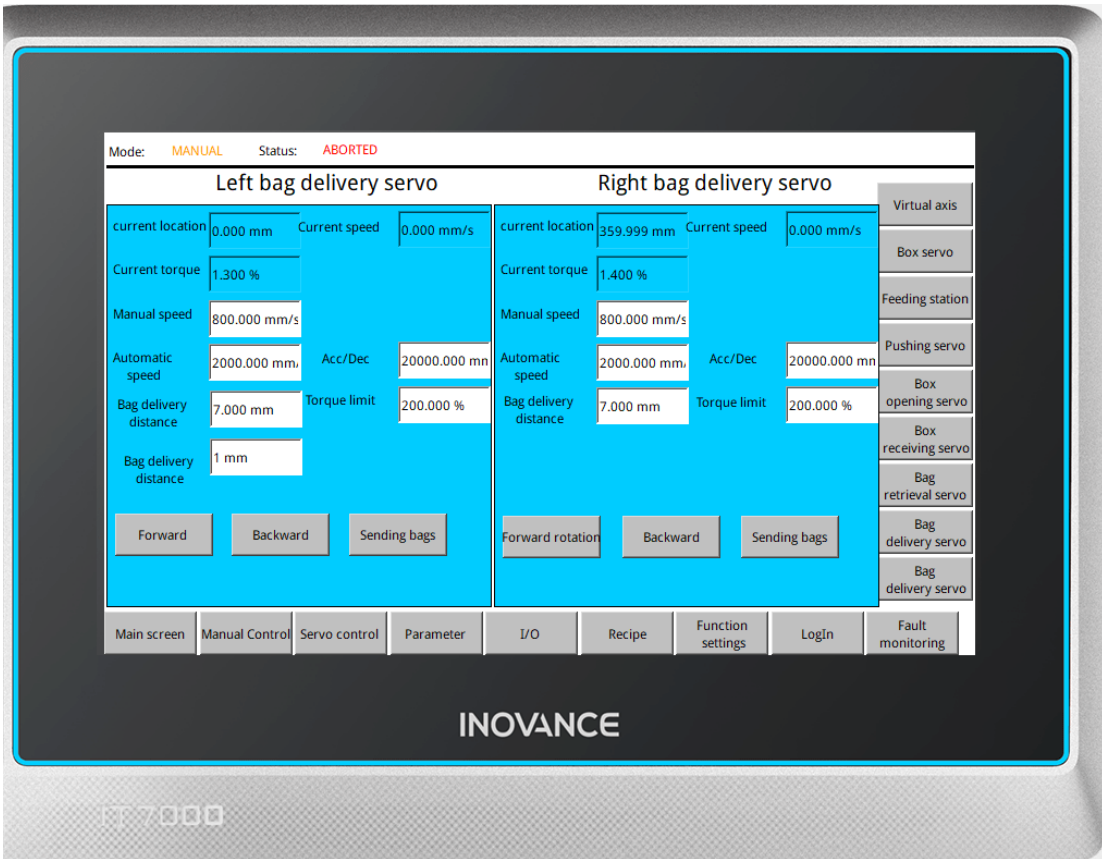 Mode: MANUAL Status: ABORTED
Left bag delivery servo
Right bag delivery servo
current location 0.000 mm Current speed 0.000 mm/s
Current torque 1.300 %
Manual speed 800.000 mm/s
Automatic speed 2000.000 mm/ Acc/Dec 20000.000 mn
Bag delivery distance 7.000 mm Torque limit 200.000 %
Bag delivery distance 1 mm
Forward Backward Sending bags
current location 359.999 mm Current speed 0.000 mm/s
Current torque 1.400 %
Manual speed 800.000 mm/s
Automatic speed 2000.000 mm/ Acc/Dec 20000.000 mn
Bag delivery distance 7.000 mm Torque limit 200.000 %
Forward rotation Backward Sending bags
Virtual axis
Box servo
Feeding station
Pushing servo
Box
opening servo
Box
receiving servo
Bag
retrieval servo
Bag
delivery servo
Bag
delivery servo
Main screen Manual Control Servo control Parameter I/O Recipe Function settings LogIn Fault monitoring
INOVANCE
IT 7000